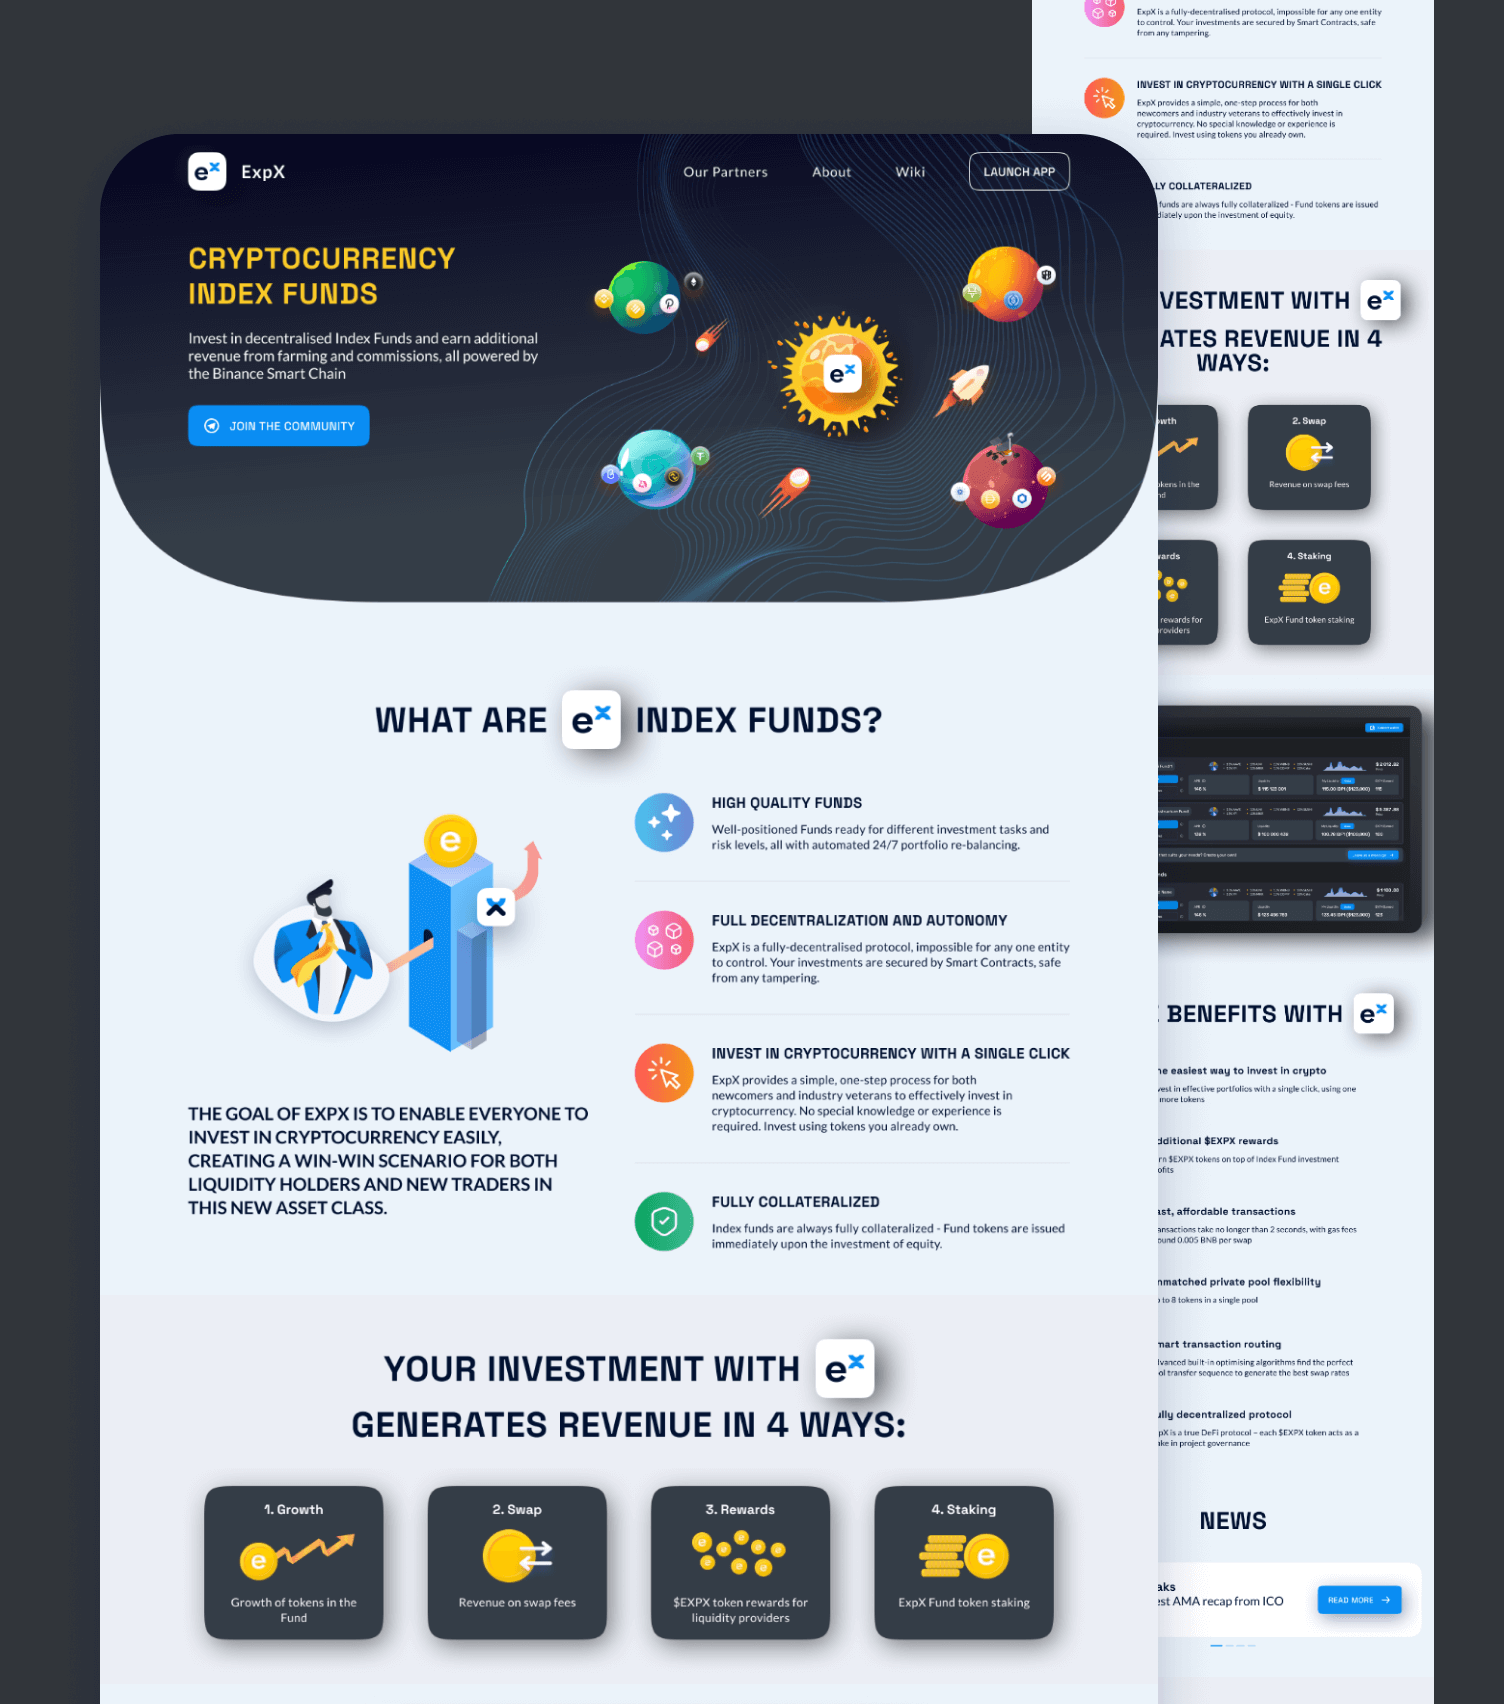 ex ExpX
Our Partners
About
Wiki
LAUNCH APP
CRYPTOCURRENCY
INDEX FUNDS
Invest in decentralised Index Funds and earn additional
revenue from farming and commissions, all powered by
the Binance Smart Chain
JOIN THE COMMUNITY
ex
WHAT ARE ex INDEX FUNDS?
e
THE GOAL OF EXPX IS TO ENABLE EVERYONE TO
INVEST IN CRYPTOCURRENCY EASILY,
CREATING A WIN-WIN SCENARIO FOR BOTH
LIQUIDITY HOLDERS AND NEW TRADERS IN
THIS NEW ASSET CLASS.
HIGH QUALITY FUNDS
Well-positioned Funds ready for different investment tasks and
risk levels, all with automated 24/7 portfolio re-balancing.
FULL DECENTRALIZATION AND AUTONOMY
ExpX is a fully-decentralised protocol, impossible for any one entity
to control. Your investments are secured by Smart Contracts, safe
from any tampering.
INVEST IN CRYPTOCURRENCY WITH A SINGLE CLICK
ExpX provides a simple, one-step process for both
newcomers and industry veterans to effectively invest in
cryptocurrency. No special knowledge or experience is
required. Invest using tokens you already own.
FULLY COLLATERALIZED
Index funds are always fully collateralized - Fund tokens are issued
immediately upon the investment of equity.
YOUR INVESTMENT WITH ex
GENERATES REVENUE IN 4 WAYS:
1. Growth
e
Growth of tokens in the
Fund
2. Swap
Revenue on swap fees
3. Rewards
$EXPX token rewards for
liquidity providers
4. Staking
e
ExpX Fund token staking
ExpX is a fully-decentralised protocol, impossible for any one entity
to control. Your investments are secured by Smart Contracts, safe
from any tampering.
INVEST IN CRYPTOCURRENCY WITH A SINGLE CLICK
ExpX provides a simple, one-step process for both
newcomers and industry veterans to effectively invest in
cryptocurrency. No special knowledge or experience is
required. Invest using tokens you already own.
LY COLLATERALIZED
funds are always fully collateralized - Fund tokens are issued
diately upon the investment of equity.
VESTMENT WITH ex
ATES REVENUE IN 4
WAYS:
wth
okens in the
nd
2. Swap
Revenue on swap fees
vards
rewards for
roviders
4. Staking
e
ExpX Fund token staking
BENEFITS WITH ex
he easiest way to invest in crypto
vest in effective portfolios with a single click, using one
more tokens
dditional $EXPX rewards
rn $EXPX tokens on top of Index Fund investment
ofits
ast, affordable transactions
ansactions take no longer than 2 seconds, with gas fees
ound 0.005 BNB per swap
nmatched private pool flexibility
to 8 tokens in a single pool
mart transaction routing
dvanced built-in optimising algorithms find the perfect
ol transfer sequence to generate the best swap rates
ully decentralized protocol
pX is a true DeFi protocol – each $EXPX token acts as a
ke in project governance
NEWS
aks
est AMA recap from ICO
READ MORE